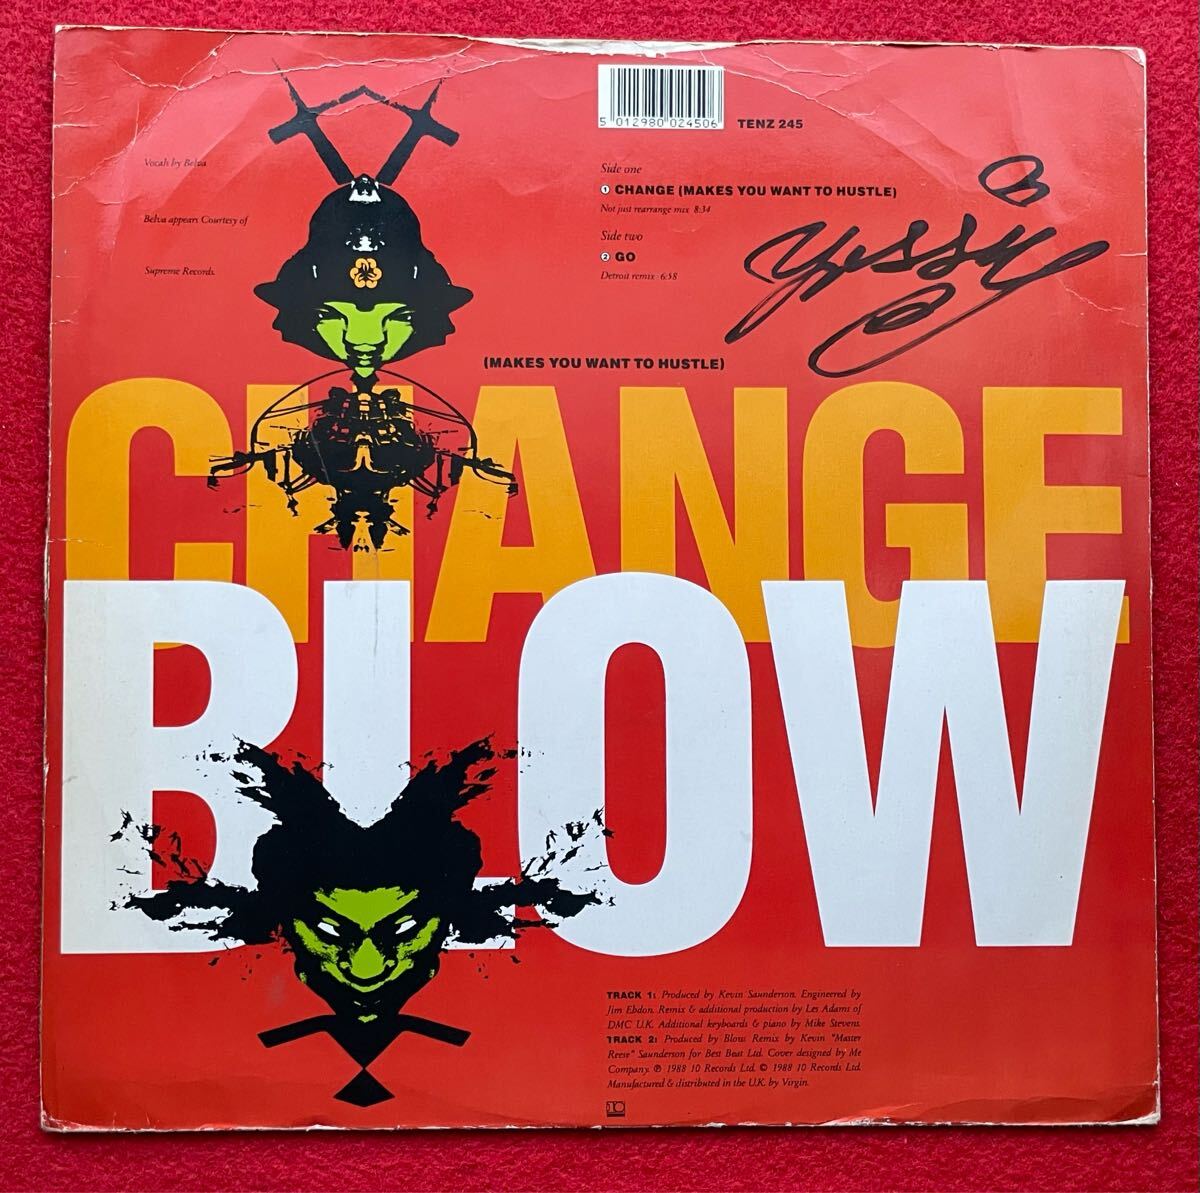 5 012980 024506
TENZ 245
Vocals by Belva
Belva appears Courtesy of
Supreme Records.
Side one
1 CHANGE (MAKES YOU WANT TO HUSTLE)
Not just rearrange mix 8:34
Side two
2 GO
Detroit remix 6:58
(MAKES YOU WANT TO HUSTLE)
CHANGE
BLOW
TRACK 1: Produced by Kevin Saunderson. Engineered by
Jim Ebdon. Remix & additional production by Les Adams of
DMC U.K. Additional keyboards & piano by Mike Stevens.
TRACK 2: Produced by Blow. Remix by Kevin "Master
Reese" Saunderson for Best Beat Ltd. Cover designed by Me
Company. ℗ 1988 10 Records Ltd. © 1988 10 Records Ltd.
Manufactured & distributed in the U.K. by Virgin.
10